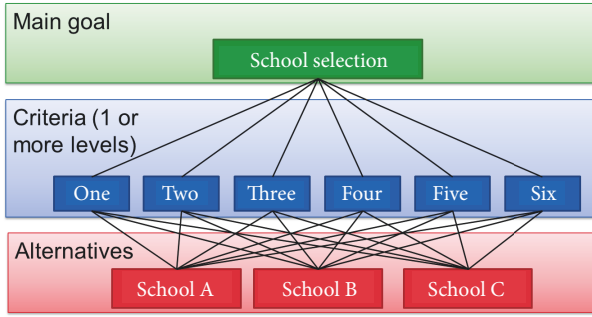 Main goal
School selection
Criteria (1 or
more levels)
One Two Three Four Five Six
Alternatives
School A School B School C